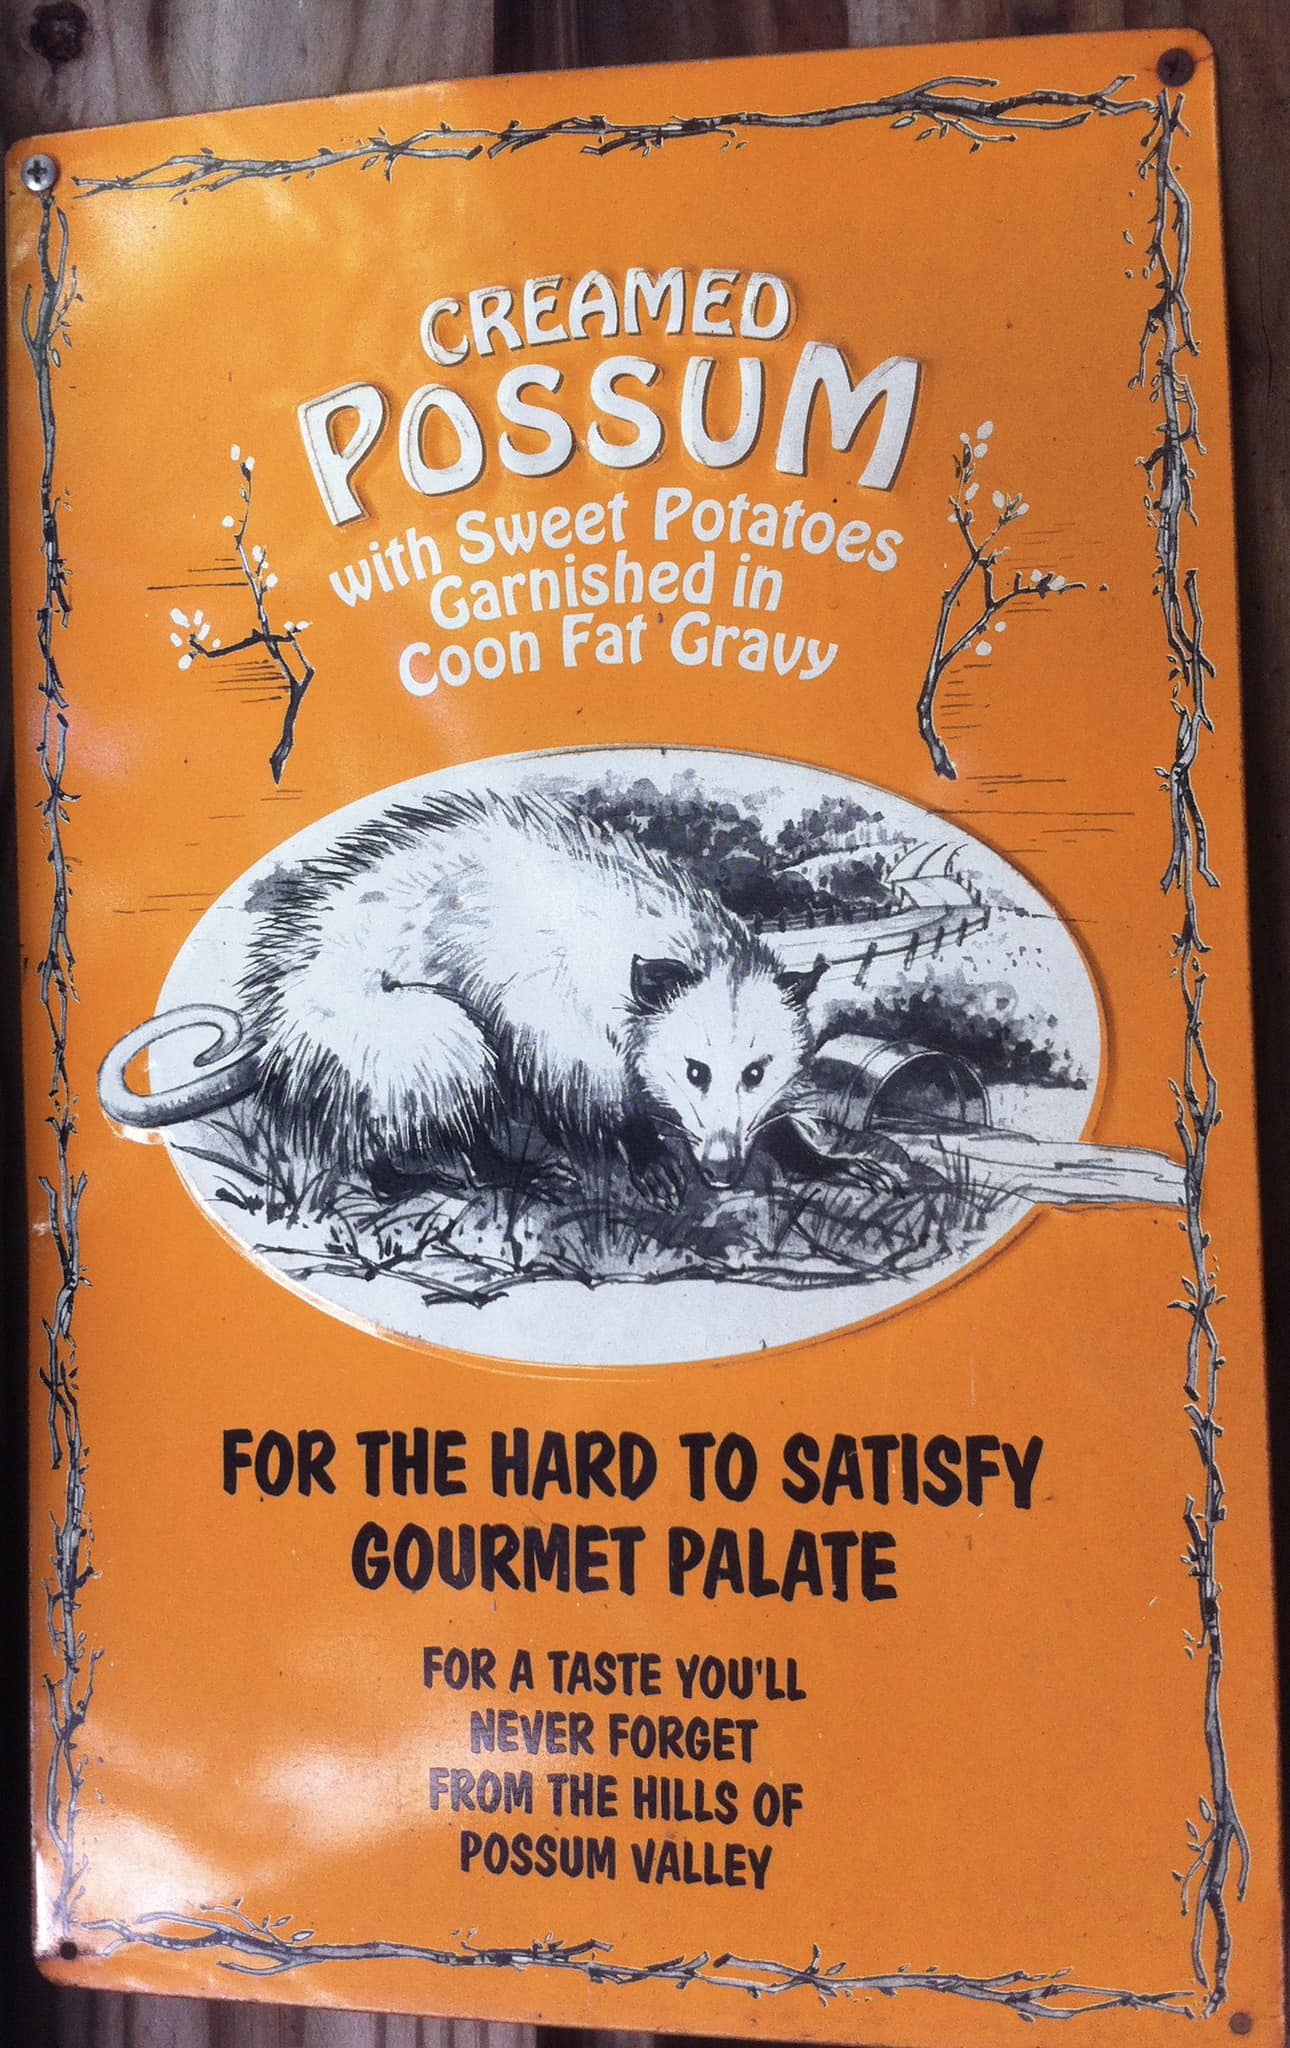 CREAMED
POSSUM
with Sweet Potatoes
Garnished in
Coon Fat Gravy
FOR THE HARD TO SATISFY
GOURMET PALATE
FOR A TASTE YOU'LL
NEVER FORGET
FROM THE HILLS OF
POSSUM VALLEY